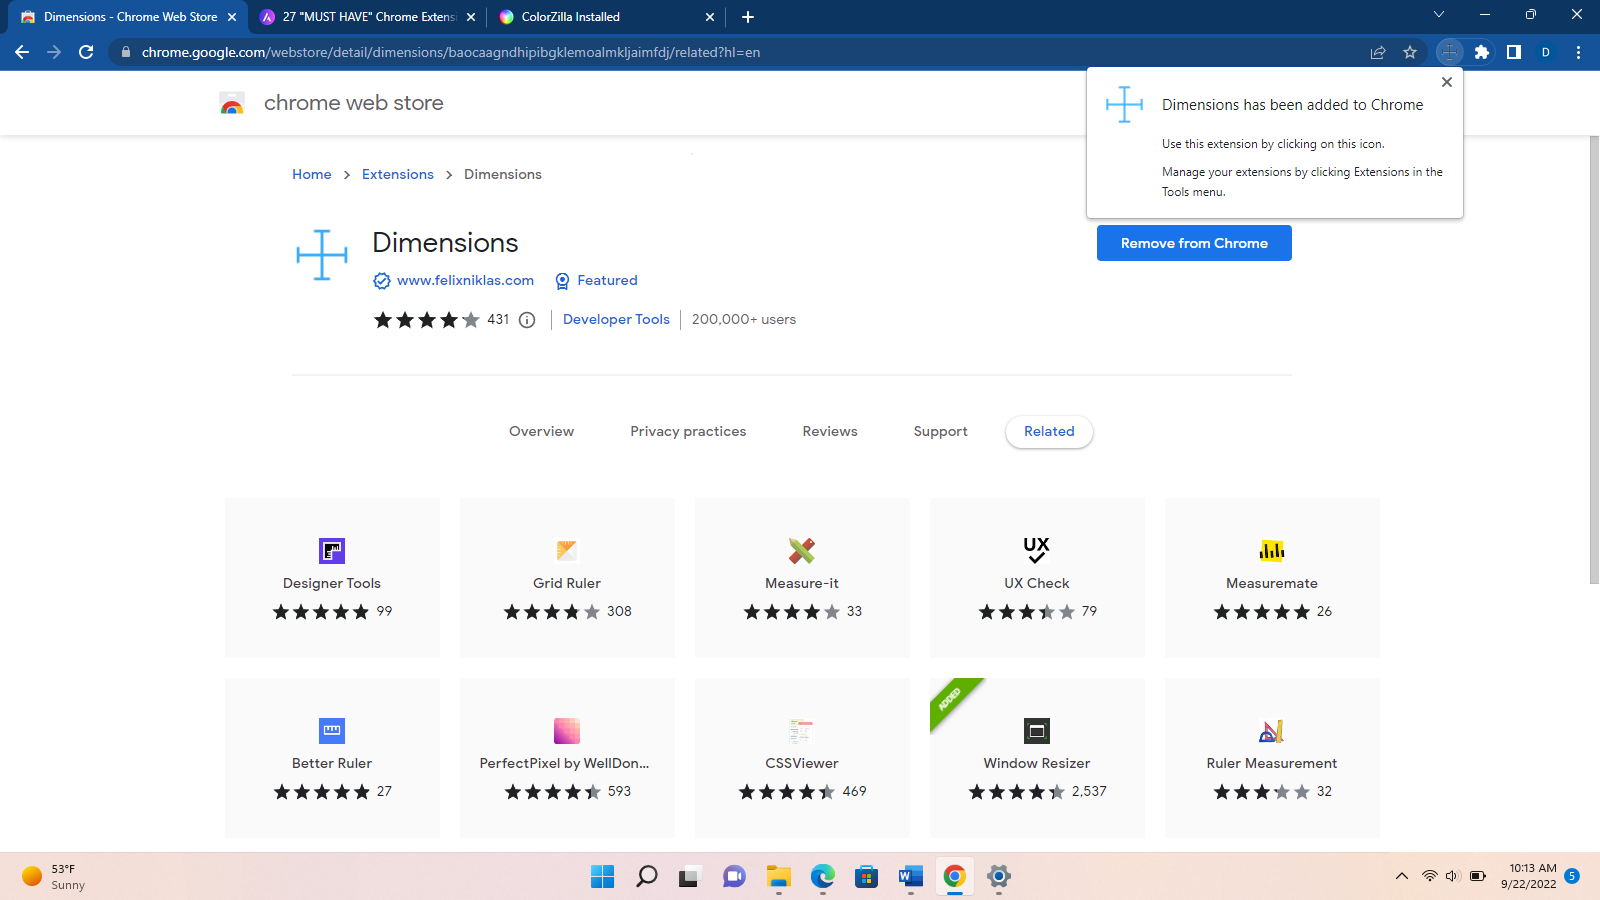 Dimensions - Chrome Web Store
27 "MUST HAVE" Chrome Extensi
ColorZilla Installed
chrome.google.com/webstore/detail/dimensions/baocaagndhipibgklemoalmkljaimfdj/related?hl=en
D
chrome web store
Dimensions has been added to Chrome
Use this extension by clicking on this icon.
Manage your extensions by clicking Extensions in the
Tools menu.
Home > Extensions > Dimensions
Dimensions
Remove from Chrome
www.felixniklas.com Featured
431 Developer Tools 200,000+ users
Overview Privacy practices Reviews Support Related
Designer Tools
99
Grid Ruler
308
Measure-it
33
UX
UX Check
79
Measuremate
26
Better Ruler
27
PerfectPixel by WellDon...
593
CSSViewer
469
ADDED
Window Resizer
2,537
Ruler Measurement
32
53°F
Sunny
W
10:13 AM
9/22/2022
5